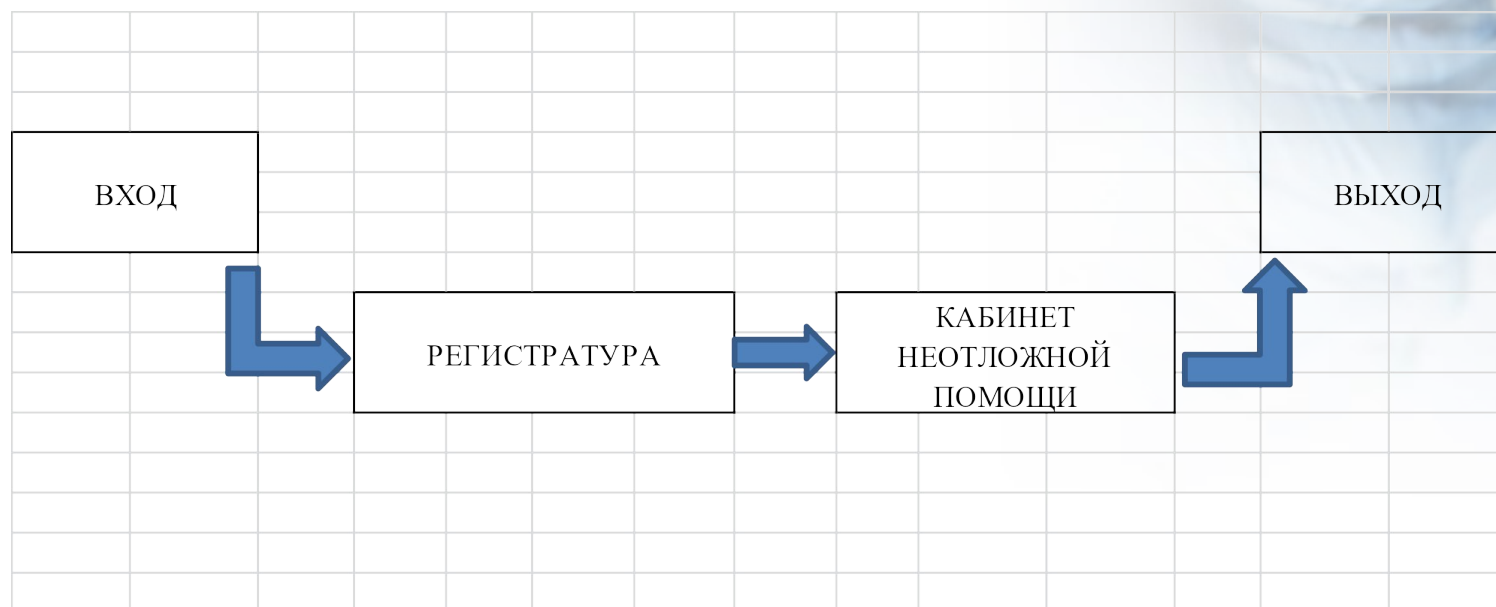 ВХОД
ВЫХОД
РЕГИСТРАТУРА
КАБИНЕТ
НЕОТЛОЖНОЙ
ПОМОЩИ